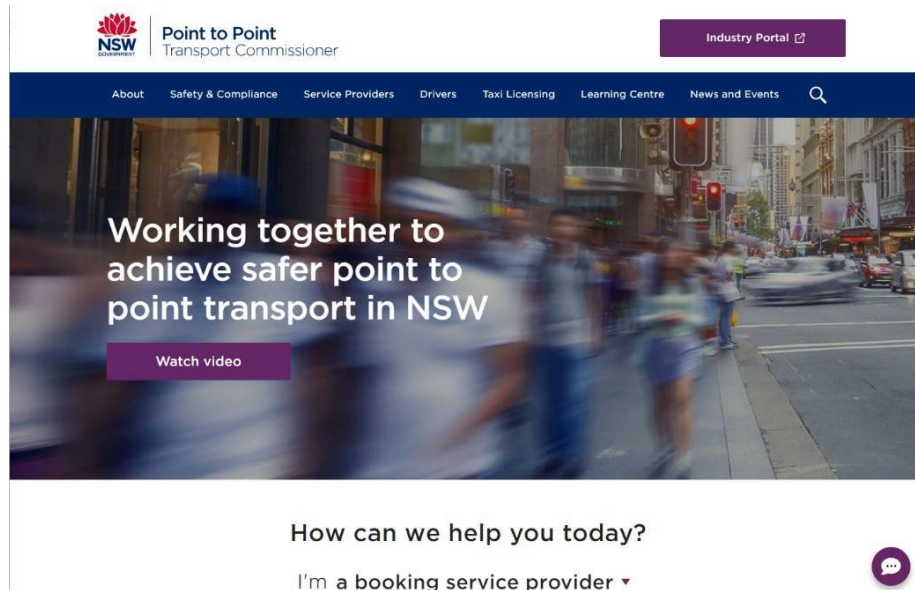 NSW
GOVERNMENT
Point to Point
Transport Commissioner
Industry Portal
About Safety & Compliance Service Providers Drivers Taxi Licensing Learning Centre News and Events
Working together to
achieve safer point to
point transport in NSW
Watch video
How can we help you today?
I'm a booking service provider